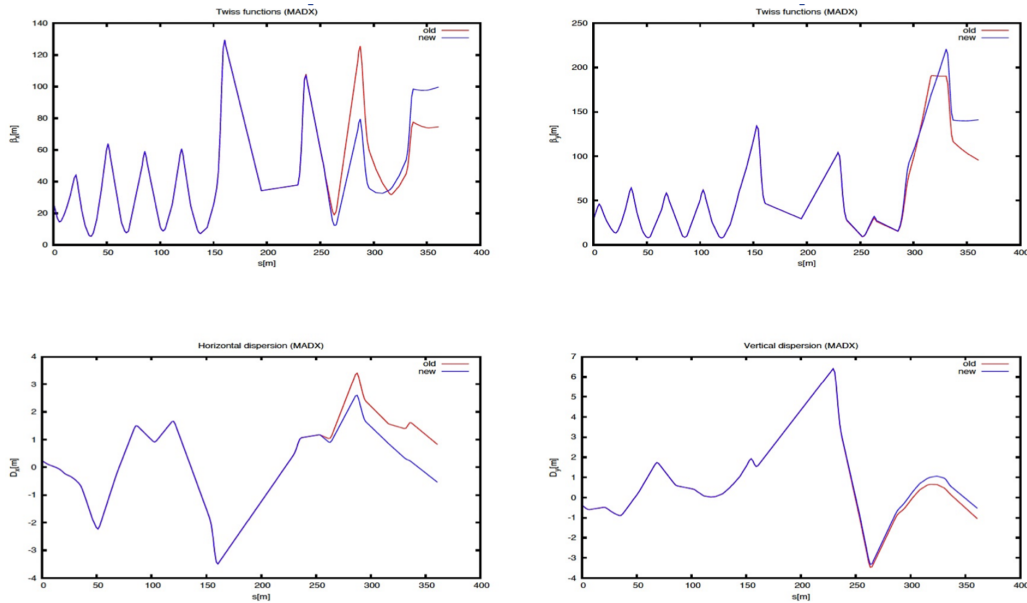 Twiss functions (MADX)
old
new
140
120
100
80
60
40
20
0
βx[m]
0 50 100 150 200 250 300 350 400
s[m]
Twiss functions (MADX)
old
new
250
200
150
100
50
0
βy[m]
0 50 100 150 200 250 300 350 400
s[m]
Horizontal dispersion (MADX)
old
new
4
3
2
1
0
-1
-2
-3
-4
Dx[m]
0 50 100 150 200 250 300 350 400
s[m]
Vertical dispersion (MADX)
old
new
7
6
5
4
3
2
1
0
-1
-2
-3
-4
Dy[m]
0 50 100 150 200 250 300 350 400
s[m]